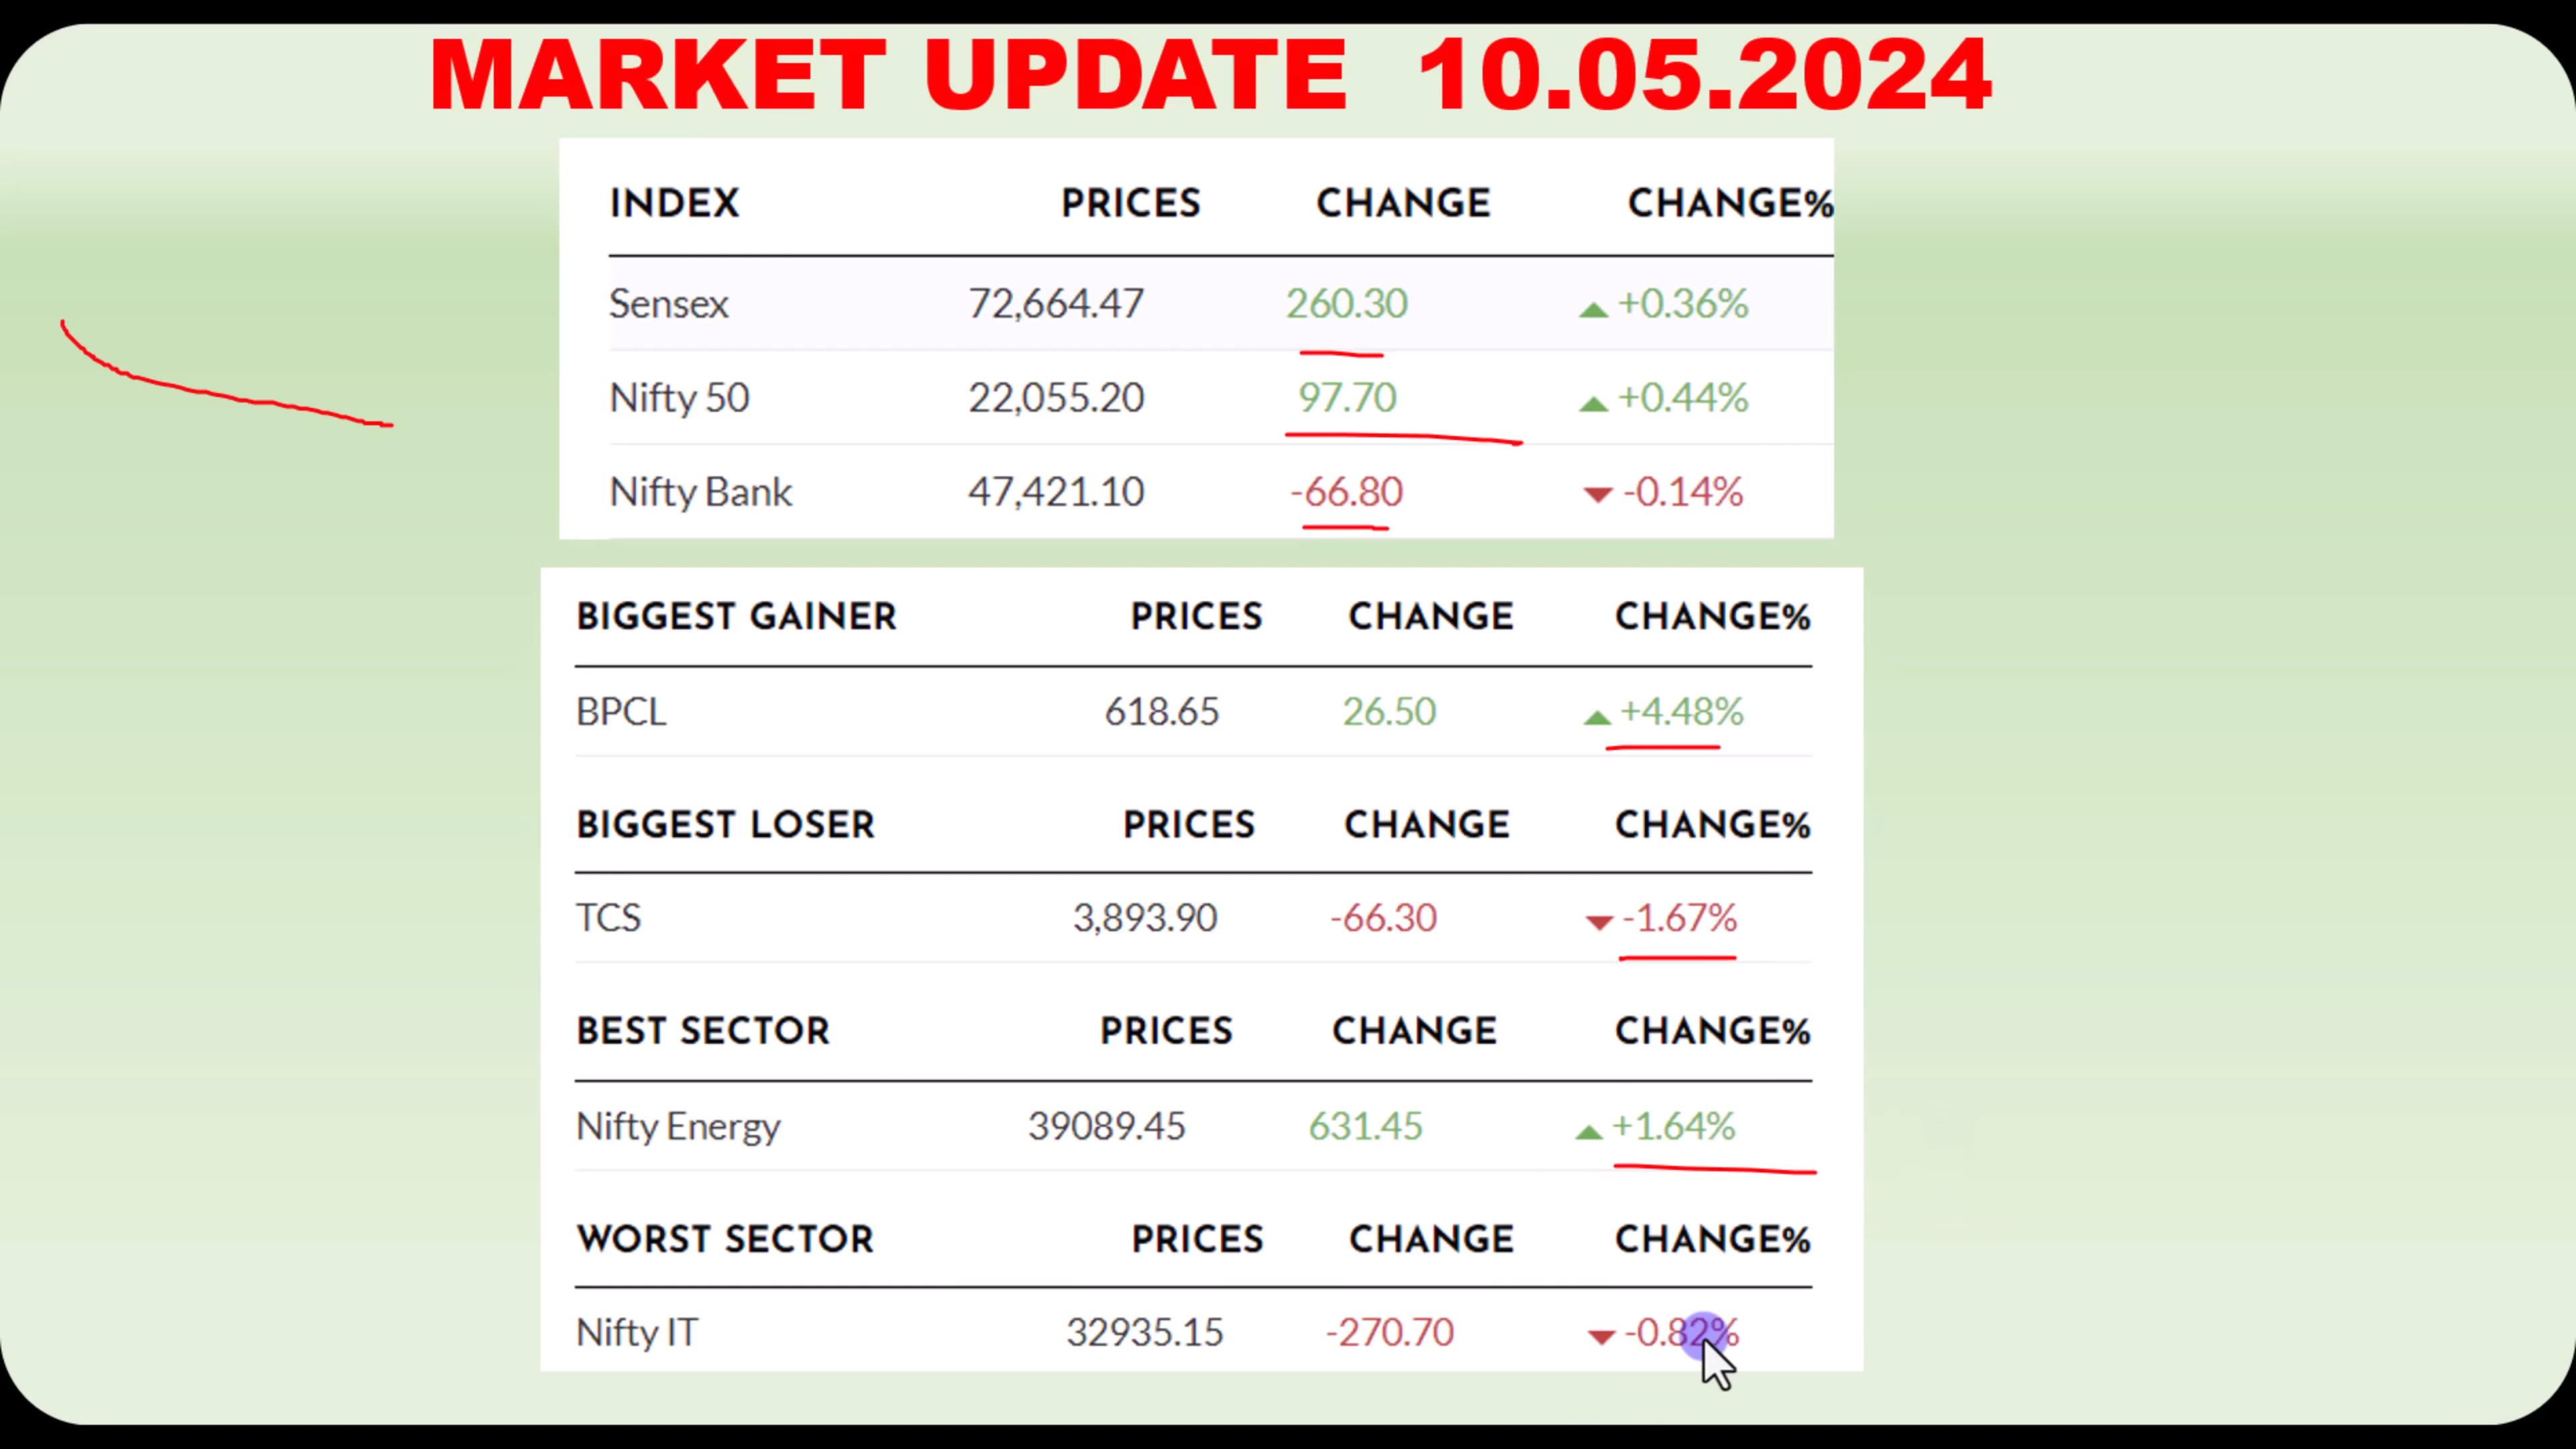 MARKET UPDATE 10.05.2024
INDEX PRICES CHANGE CHANGE%
Sensex 72,664.47 260.30 ▲ +0.36%
Nifty 50 22,055.20 97.70 ▲ +0.44%
Nifty Bank 47,421.10 -66.80 ▼ -0.14%
BIGGEST GAINER PRICES CHANGE CHANGE%
BPCL 618.65 26.50 ▲ +4.48%
BIGGEST LOSER PRICES CHANGE CHANGE%
TCS 3,893.90 -66.30 ▼ -1.67%
BEST SECTOR PRICES CHANGE CHANGE%
Nifty Energy 39089.45 631.45 ▲ +1.64%
WORST SECTOR PRICES CHANGE CHANGE%
Nifty IT 32935.15 -270.70 ▼ -0.82%